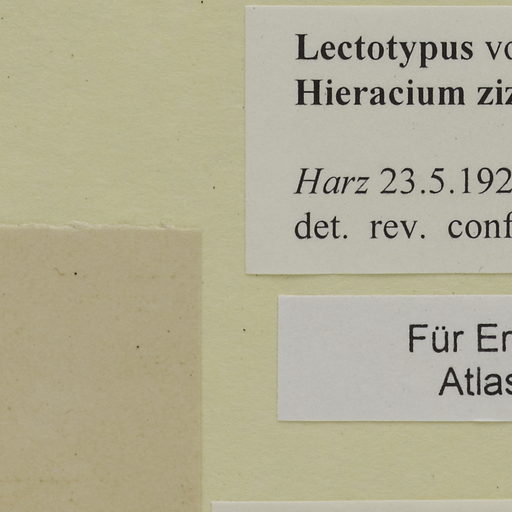 Lectotypus vo
Hieracium ziz
Harz 23.5.192
det. rev. conf
Für Er
Atlas